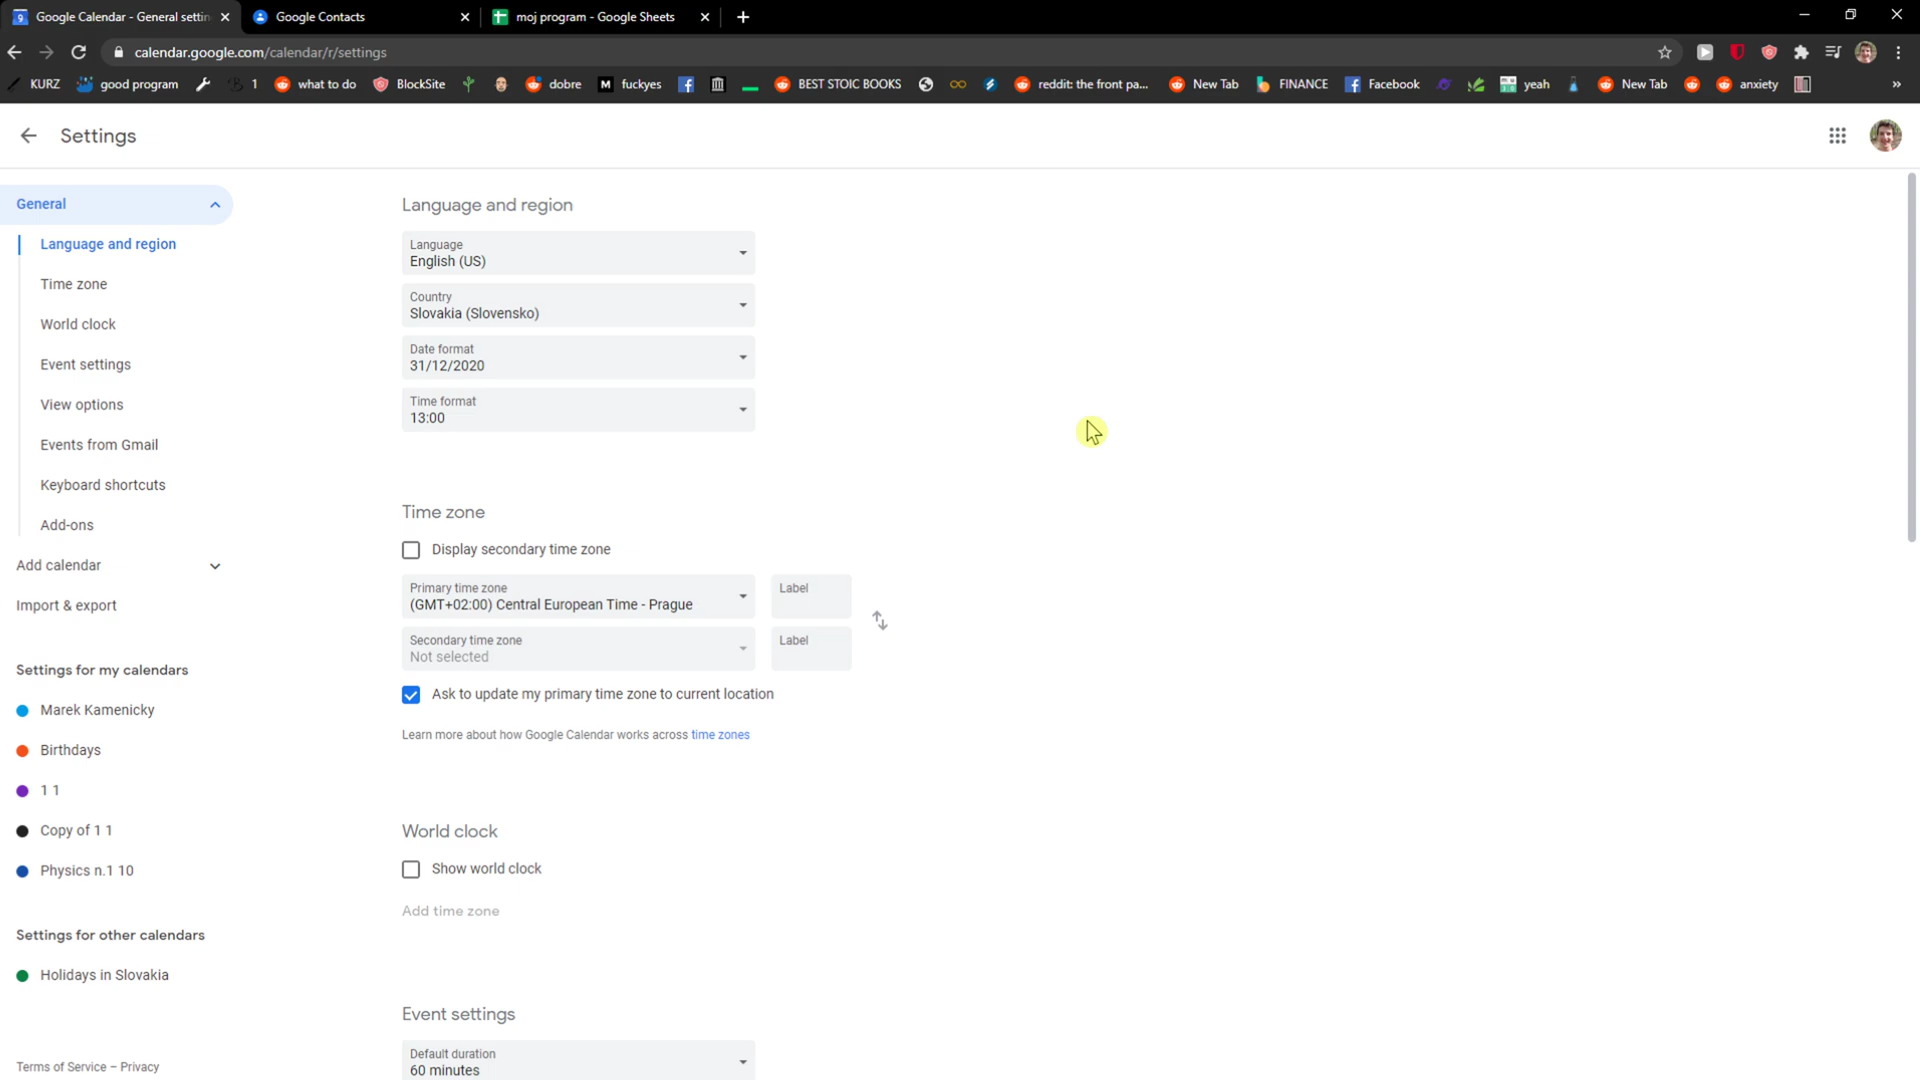 Google Calendar - General settin
Google Contacts
moj program - Google Sheets
calendar.google.com/calendar/r/settings
KURZ
good program
1
what to do
BlockSite
dobre
fuckyes
BEST STOIC BOOKS
reddit: the front pa...
New Tab
FINANCE
Facebook
yeah
New Tab
anxiety
»
Settings
General
Language and region
Time zone
World clock
Event settings
View options
Events from Gmail
Keyboard shortcuts
Add-ons
Add calendar
Import & export
Settings for my calendars
Marek Kamenicky
Birthdays
1 1
Copy of 1 1
Physics n.1 10
Settings for other calendars
Holidays in Slovakia
Terms of Service – Privacy
Language and region
Language
English (US)
Country
Slovakia (Slovensko)
Date format
31/12/2020
Time format
13:00
Time zone
Display secondary time zone
Primary time zone
(GMT+02:00) Central European Time - Prague
Label
Secondary time zone
Not selected
Label
Ask to update my primary time zone to current location
Learn more about how Google Calendar works across time zones
World clock
Show world clock
Add time zone
Event settings
Default duration
60 minutes